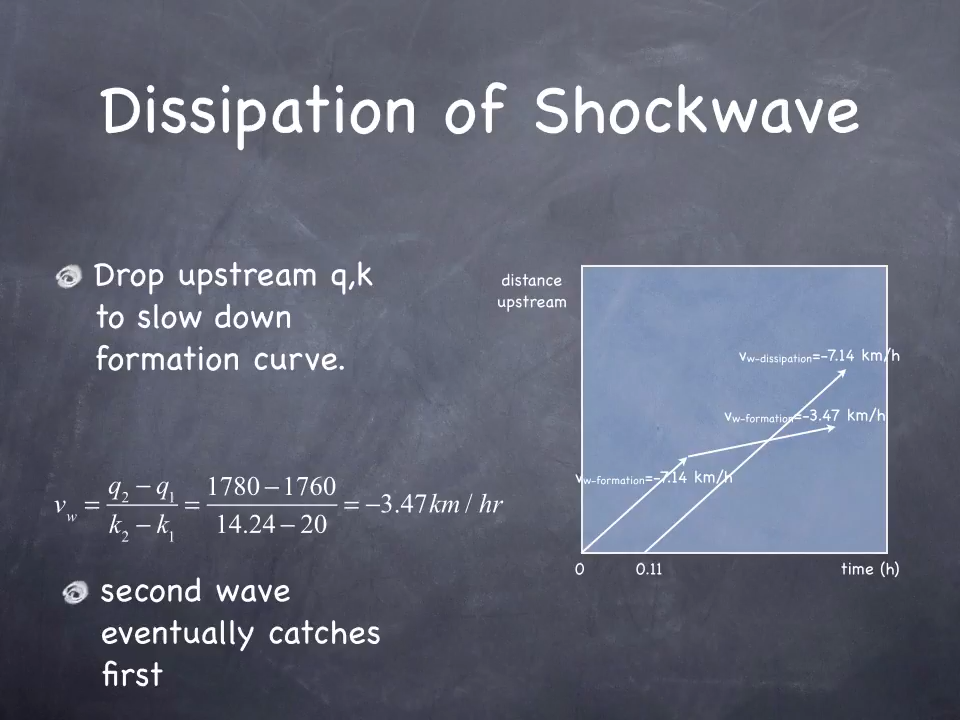 Dissipation of Shockwave
Drop upstream q,k
to slow down
formation curve.
v_w = (q_2 − q_1)/(k_2 − k_1) = (1780 − 1760)/(14.24 − 20) = −3.47 km / hr
second wave
eventually catches
first
distance
upstream
v_w-dissipation=-7.14 km/h
v_w-formation=-3.47 km/h
v_w-formation=-7.14 km/h
0 0.11 time (h)